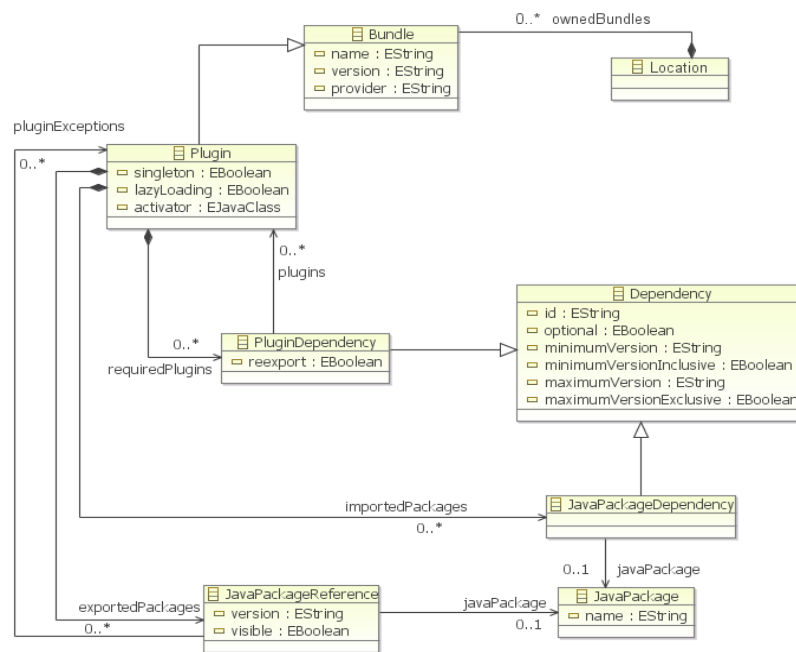 Bundle
name : EString
version : EString
provider : EString
0..* ownedBundles
Location
pluginExceptions
0..*
Plugin
singleton : EBoolean
lazyLoading : EBoolean
activator : EJavaClass
0..*
plugins
Dependency
id : EString
optional : EBoolean
minimumVersion : EString
minimumVersionInclusive : EBoolean
maximumVersion : EString
maximumVersionExclusive : EBoolean
0..*
requiredPlugins
PluginDependency
reexport : EBoolean
importedPackages
0..*
JavaPackageDependency
0..1 javaPackage
exportedPackages
0..*
JavaPackageReference
version : EString
visible : EBoolean
javaPackage
0..1
JavaPackage
name : EString